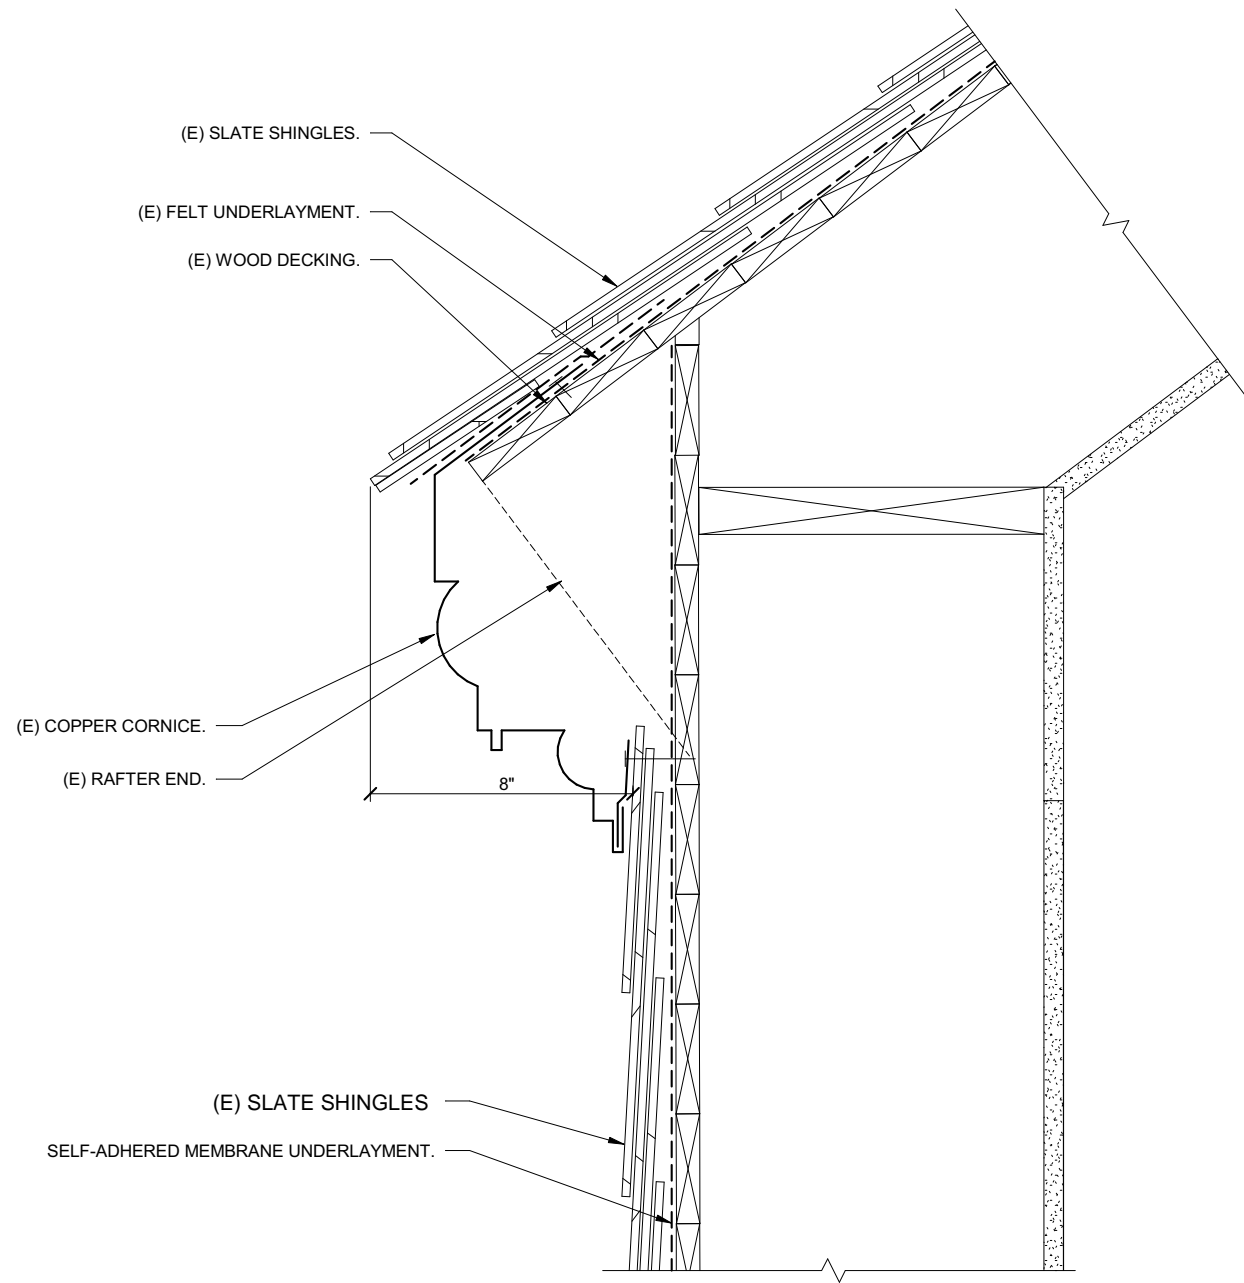 (E) SLATE SHINGLES.
(E) FELT UNDERLAYMENT.
(E) WOOD DECKING.
(E) COPPER CORNICE.
(E) RAFTER END.
8"
(E) SLATE SHINGLES
SELF-ADHERED MEMBRANE UNDERLAYMENT.